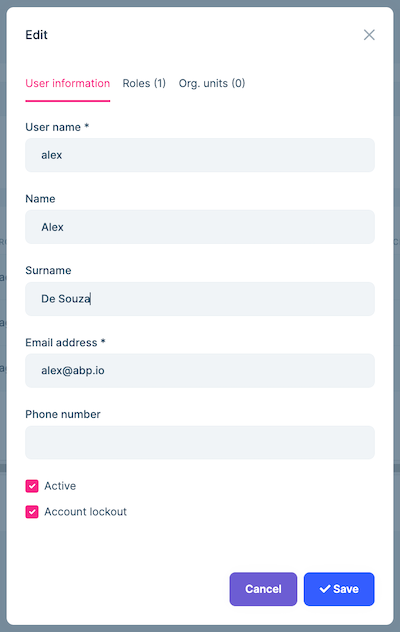 Edit
User information Roles (1) Org. units (0)
User name *
alex
Name
Alex
Surname
De Souza
Email address *
alex@abp.io
Phone number
Active
Account lockout
Cancel Save